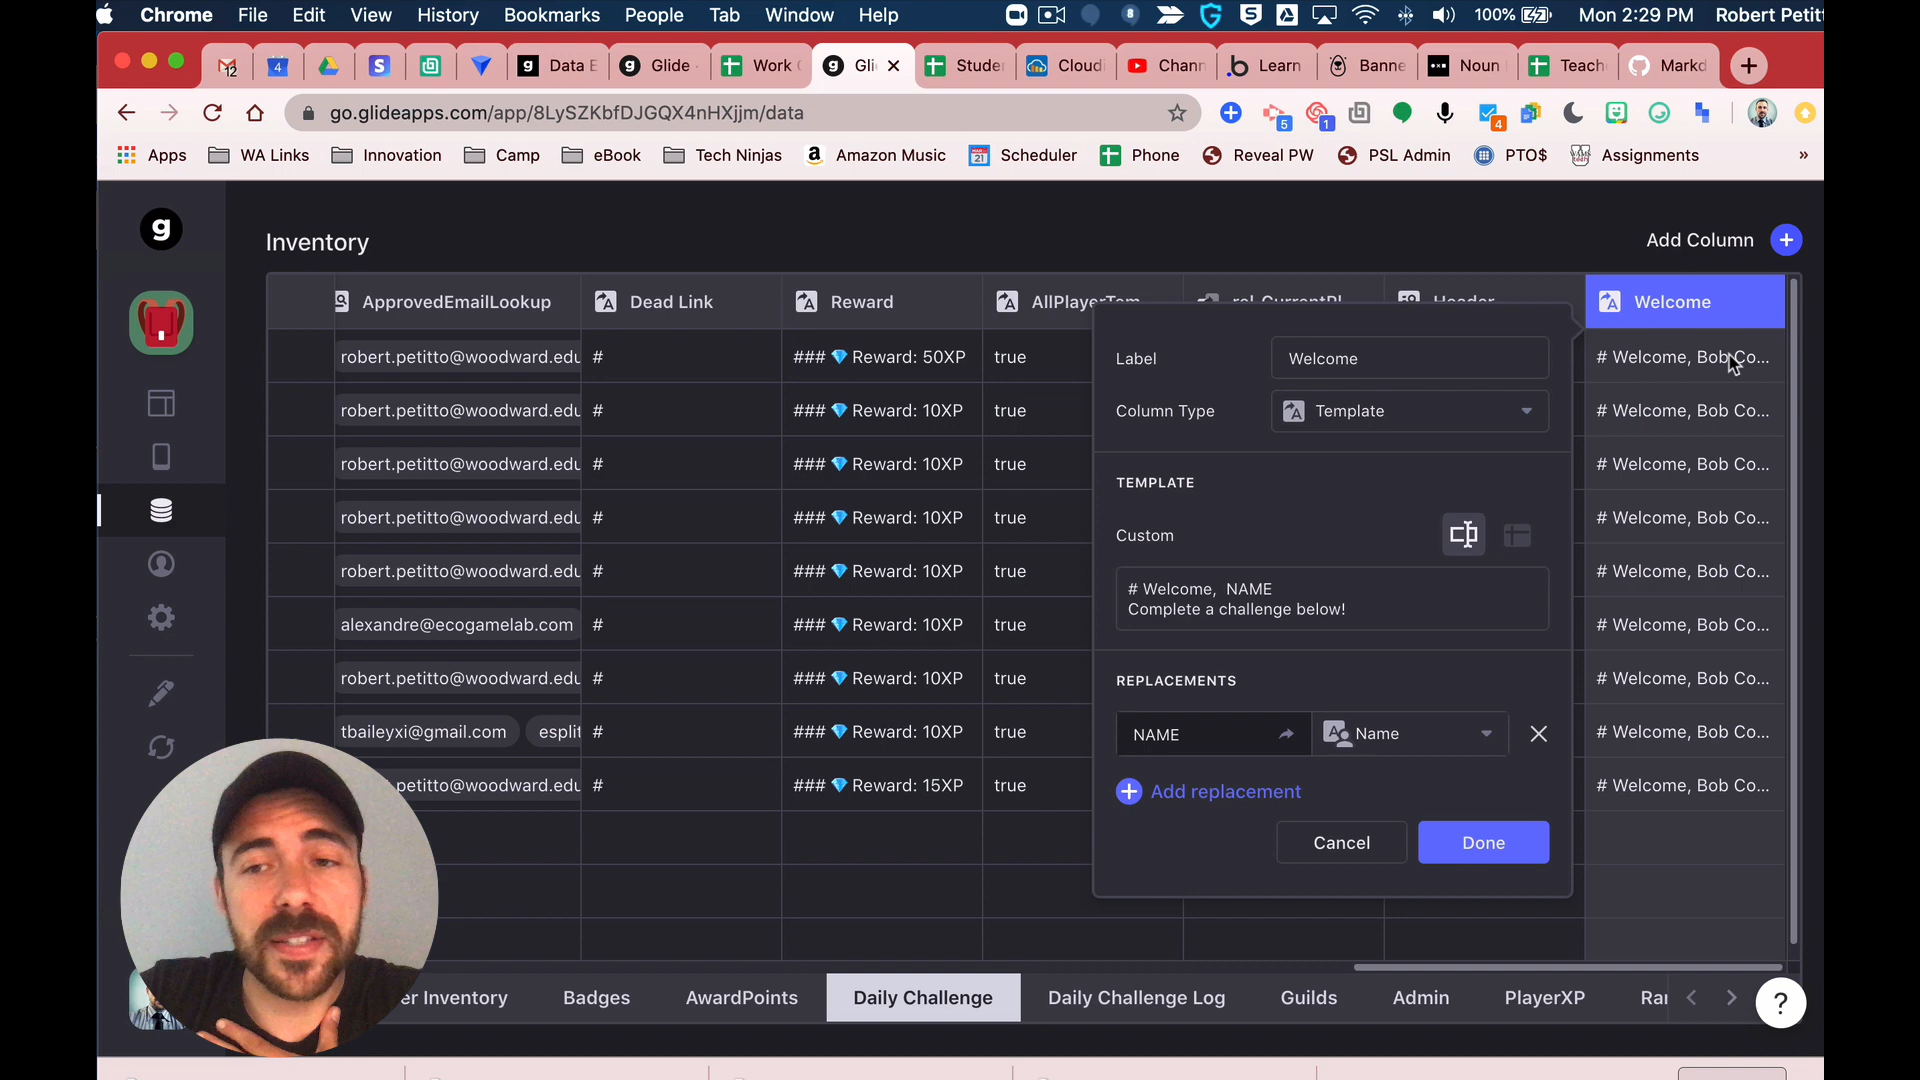 Chrome File Edit View History Bookmarks People Tab Window Help 8 100% Mon 2:29 PM Robert Petitt
12 4 S Data E Glide - Work Gli Stude Cloudi Chann Learn Banne Noun Teach Markd
go.glideapps.com/app/8LySZKbfDJGQX4nHXjjm/data 5 1 4
Apps WA Links Innovation Camp eBook Tech Ninjas Amazon Music Scheduler Phone Reveal PW PSL Admin PTO$ Assignments »
Inventory Add Column
ApprovedEmailLookup Dead Link Reward Welcome
robert.petitto@woodward.edu # ### 💎 Reward: 50XP true # Welcome, Bob Co...
robert.petitto@woodward.edu # ### 💎 Reward: 10XP true # Welcome, Bob Co...
robert.petitto@woodward.edu # ### 💎 Reward: 10XP true # Welcome, Bob Co...
robert.petitto@woodward.edu # ### 💎 Reward: 10XP true # Welcome, Bob Co...
robert.petitto@woodward.edu # ### 💎 Reward: 10XP true # Welcome, Bob Co...
alexandre@ecogamelab.com # ### 💎 Reward: 10XP true # Welcome, Bob Co...
robert.petitto@woodward.edu # ### 💎 Reward: 10XP true # Welcome, Bob Co...
tbaileyxi@gmail.com esplit # ### 💎 Reward: 10XP true # Welcome, Bob Co...
petitto@woodward.edu # ### 💎 Reward: 15XP true # Welcome, Bob Co...
Label Welcome
Column Type Template
TEMPLATE
Custom
# Welcome, NAME
Complete a challenge below!
REPLACEMENTS
NAME Name
Add replacement
Cancel Done
er Inventory Badges AwardPoints Daily Challenge Daily Challenge Log Guilds Admin PlayerXP Rar
?